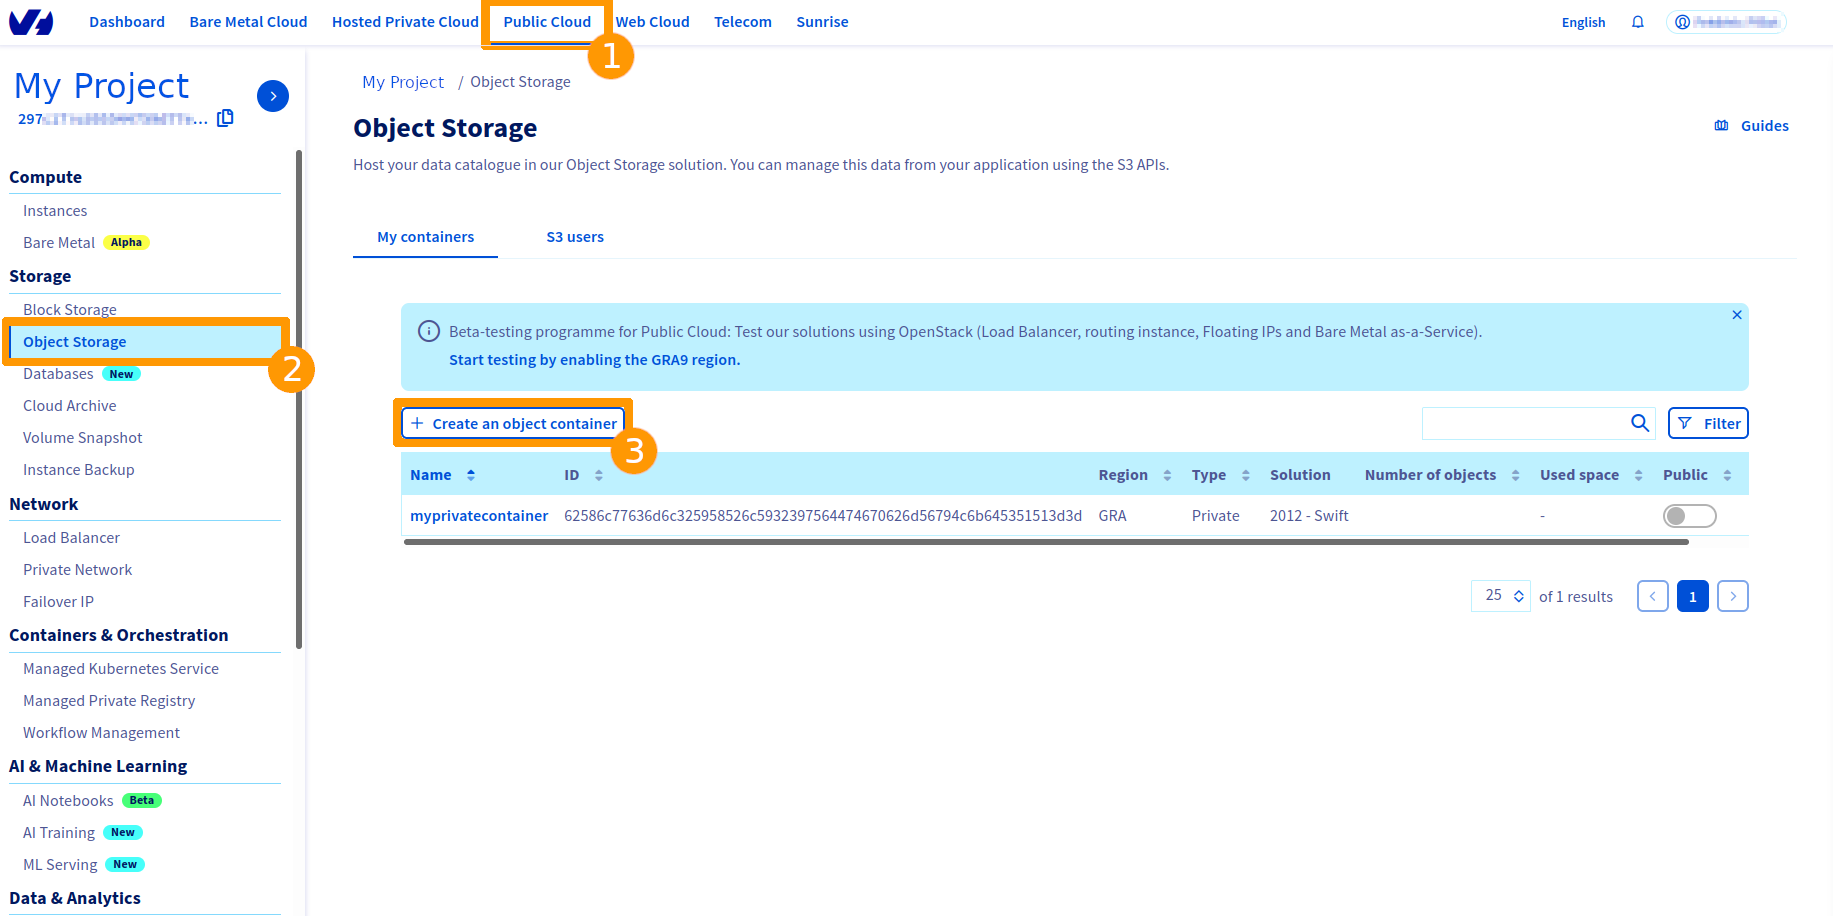 Dashboard Bare Metal Cloud Hosted Private Cloud Public Cloud Web Cloud Telecom Sunrise English
1
My Project
297
My Project / Object Storage
Object Storage
Guides
Host your data catalogue in our Object Storage solution. You can manage this data from your application using the S3 APIs.
My containers S3 users
Compute
Instances
Bare Metal Alpha
Storage
Block Storage
Object Storage
2
Databases New
Cloud Archive
Volume Snapshot
Instance Backup
Network
Load Balancer
Private Network
Failover IP
Containers & Orchestration
Managed Kubernetes Service
Managed Private Registry
Workflow Management
AI & Machine Learning
AI Notebooks Beta
AI Training New
ML Serving New
Data & Analytics
Beta-testing programme for Public Cloud: Test our solutions using OpenStack (Load Balancer, routing instance, Floating IPs and Bare Metal as-a-Service).
Start testing by enabling the GRA9 region.
+ Create an object container
3
Filter
Name ID Region Type Solution Number of objects Used space Public
myprivatecontainer 62586c77636d6c325958526c5932397564474670626d56794c6b645351513d3d GRA Private 2012 - Swift -
25 of 1 results 1